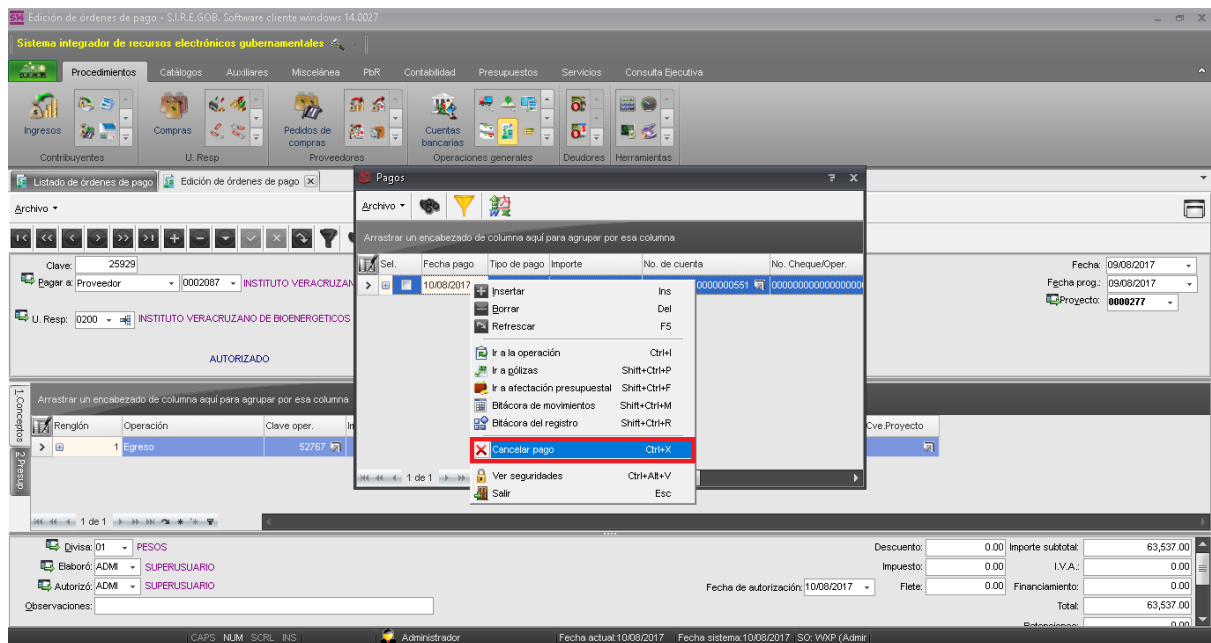 Edición de órdenes de pago - S.I.R.E.GOB. Software cliente windows 14.0027
Sistema integrador de recursos electrónicos gubernamentales
Procedimientos Catálogos Auxiliares Miscelánea PbR Contabilidad Presupuestos Servicios Consulta Ejecutiva
Ingresos Compras Pedidos de compras Cuentas bancarias
Contribuyentes U. Resp Proveedores Operaciones generales Deudores Herramientas
Listado de órdenes de pago Edición de órdenes de pago
Archivo
Clave: 25929
Pagar a: Proveedor 0002087 INSTITUTO VERACRUZAN
U. Resp: 0200 INSTITUTO VERACRUZANO DE BIOENERGETICOS
AUTORIZADO
Fecha: 09/08/2017
Fecha prog.: 09/08/2017
Proyecto: 0000277
Pagos
Archivo
Arrastrar un encabezado de columna aquí para agrupar por esa columna
Sel. Fecha pago Tipo de pago Importe No. de cuenta No. Cheque/Oper.
10/08/2017 0000000551
Insertar Ins
Borrar Del
Refrescar F5
Ir a la operación Ctrl+I
Ir a pólizas Shift+Ctrl+P
Ir a afectación presupuestal Shift+Ctrl+F
Bitácora de movimientos Shift+Ctrl+M
Bitácora del registro Shift+Ctrl+R
Cancelar pago Ctrl+X
Ver seguridades Ctrl+Alt+V
Salir Esc
1 de 1
1.Conceptos
2.Presup.
Arrastrar un encabezado de columna aquí para agrupar por esa columna
Renglón Operación Clave oper. Cve.Proyecto
1 Egreso 52767
1 de 1
Divisa: 01 PESOS
Elaboró: ADMI SUPERUSUARIO
Autorizó: ADMI SUPERUSUARIO
Observaciones:
Fecha de autorización: 10/08/2017
Descuento: 0.00 Importe subtotal: 63,537.00
Impuesto: 0.00 I.V.A.: 0.00
Flete: 0.00 Financiamiento: 0.00
Total: 63,537.00
Retenciones: 0.00
CAPS NUM SCRL INS Administrador Fecha actual:10/08/2017 Fecha sistema:10/08/2017 SO: WXP (Admir